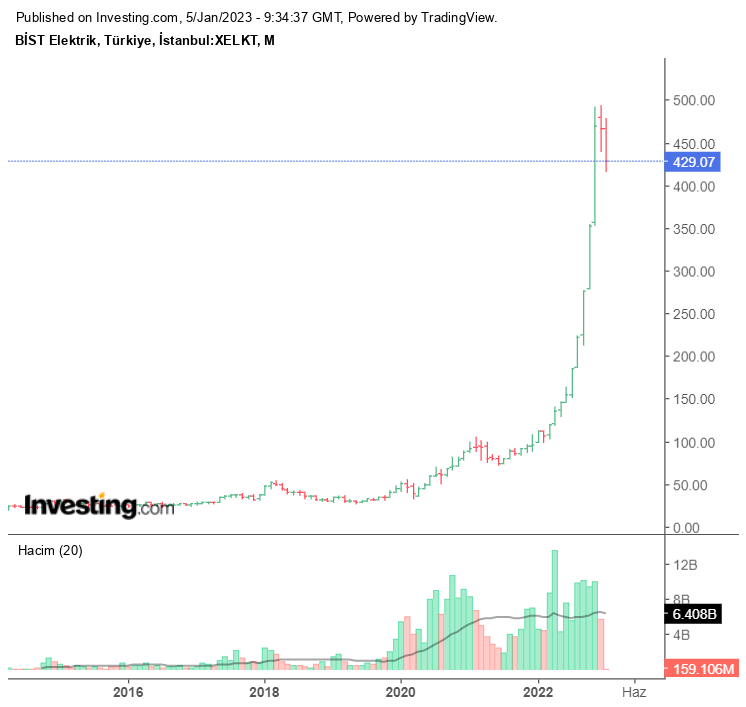 Published on Investing.com, 5/Jan/2023 - 9:34:37 GMT, Powered by TradingView.
BİST Elektrik, Türkiye, İstanbul:XELKT, M
500.00
450.00
429.07
400.00
350.00
300.00
250.00
200.00
150.00
100.00
50.00
0.00
Investing.com
Hacim (20)
12B
8B
6.408B
4B
159.106M
2016 2018 2020 2022 Haz